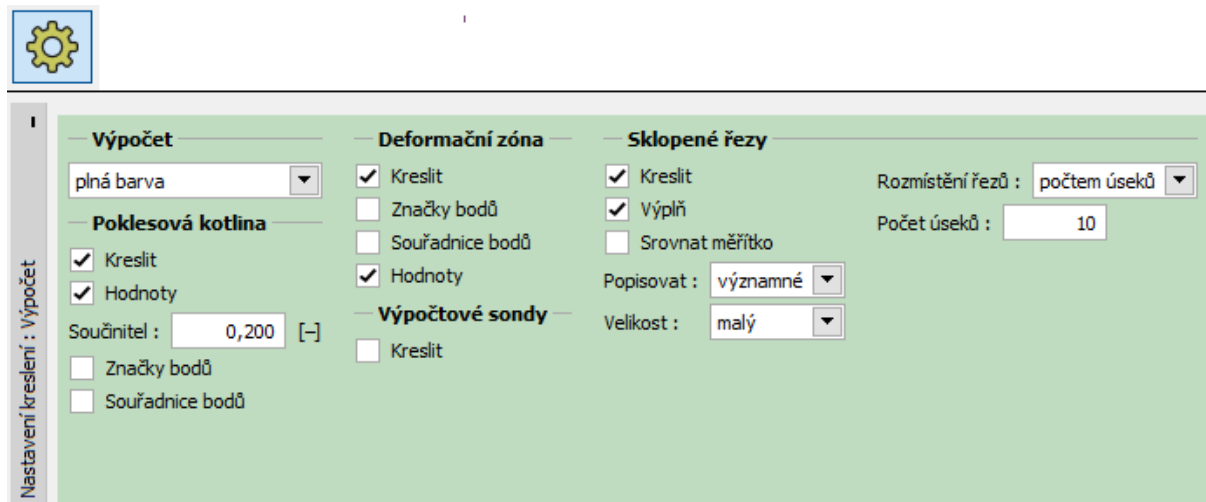 Nastavení kreslení : Výpočet
Výpočet
plná barva
Poklesová kotlina
Kreslit
Hodnoty
Součinitel : 0,200 [–]
Značky bodů
Souřadnice bodů
Deformační zóna
Kreslit
Značky bodů
Souřadnice bodů
Hodnoty
Výpočtové sondy
Kreslit
Sklopené řezy
Kreslit
Výplň
Srovnat měřítko
Popisovat : významné
Velikost : malý
Rozmístění řezů : počtem úseků
Počet úseků : 10